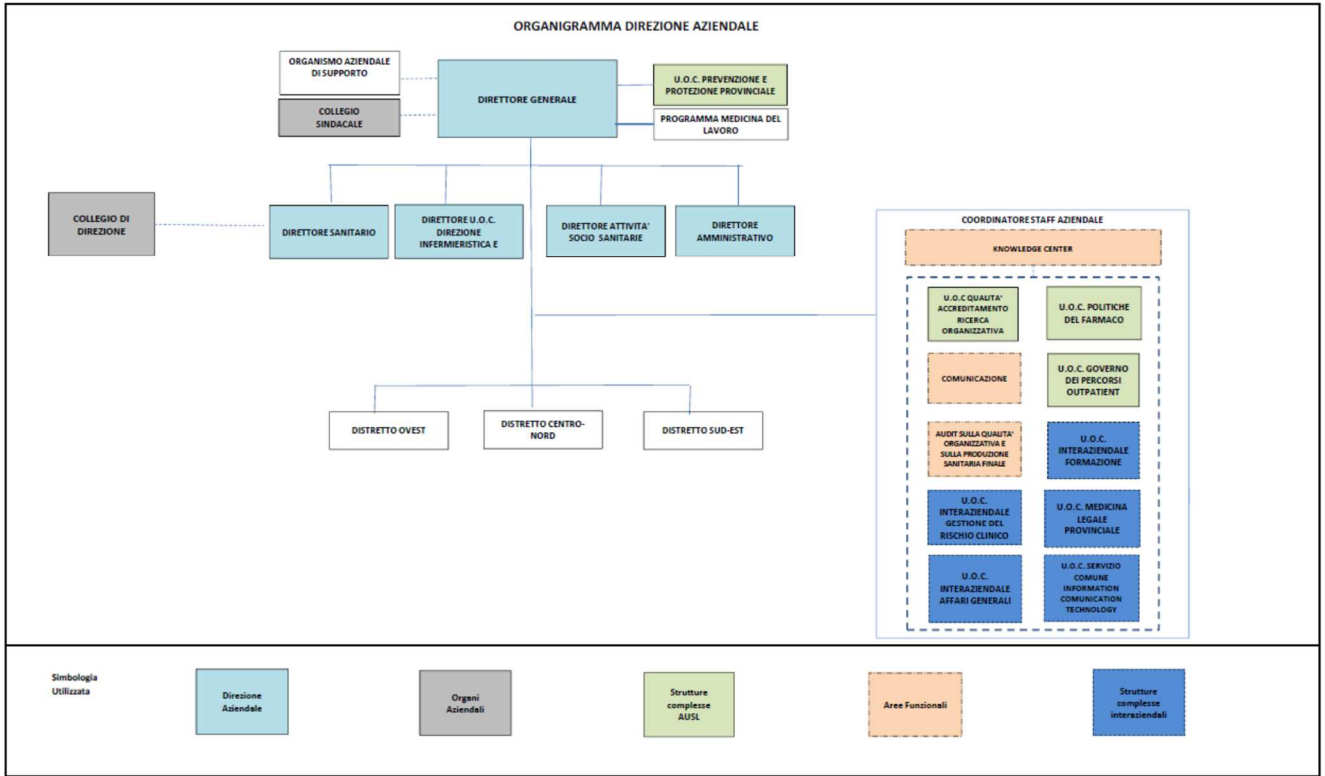 ORGANIGRAMMA DIREZIONE AZIENDALE
ORGANISMO AZIENDALE
DI SUPPORTO
COLLEGIO
SINDACALE
DIRETTORE GENERALE
U.O.C. PREVENZIONE E
PROTEZIONE PROVINCIALE
PROGRAMMA MEDICINA DEL
LAVORO
COLLEGIO DI
DIREZIONE
DIRETTORE SANITARIO
DIRETTORE U.O.C.
DIREZIONE
INFERMIERISTICA E
DIRETTORE ATTIVITA'
SOCIO SANITARIE
DIRETTORE
AMMINISTRATIVO
COORDINATORE STAFF AZIENDALE
KNOWLEDGE CENTER
U.O.C QUALITA'
ACCREDITAMENTO
RICERCA
ORGANIZZATIVA
U.O.C. POLITICHE
DEL FARMACO
COMUNICAZIONE
U.O.C. GOVERNO
DEI PERCORSI
OUTPATIENT
AUDIT SULLA QUALITA'
ORGANIZZATIVA E
SULLA PRODUZIONE
SANITARIA FINALE
U.O.C.
INTERAZIENDALE
FORMAZIONE
U.O.C.
INTERAZIENDALE
GESTIONE DEL
RISCHIO CLINICO
U.O.C. MEDICINA
LEGALE
PROVINCIALE
U.O.C.
INTERAZIENDALE
AFFARI GENERALI
U.O.C. SERVIZIO
COMUNE
INFORMATION
COMUNICATION
TECHNOLOGY
DISTRETTO OVEST
DISTRETTO CENTRO-
NORD
DISTRETTO SUD-EST
Simbologia
Utilizzata
Direzione
Aziendale
Organi
Aziendali
Strutture
complesse
AUSL
Aree Funzionali
Strutture
complesse
interaziendali